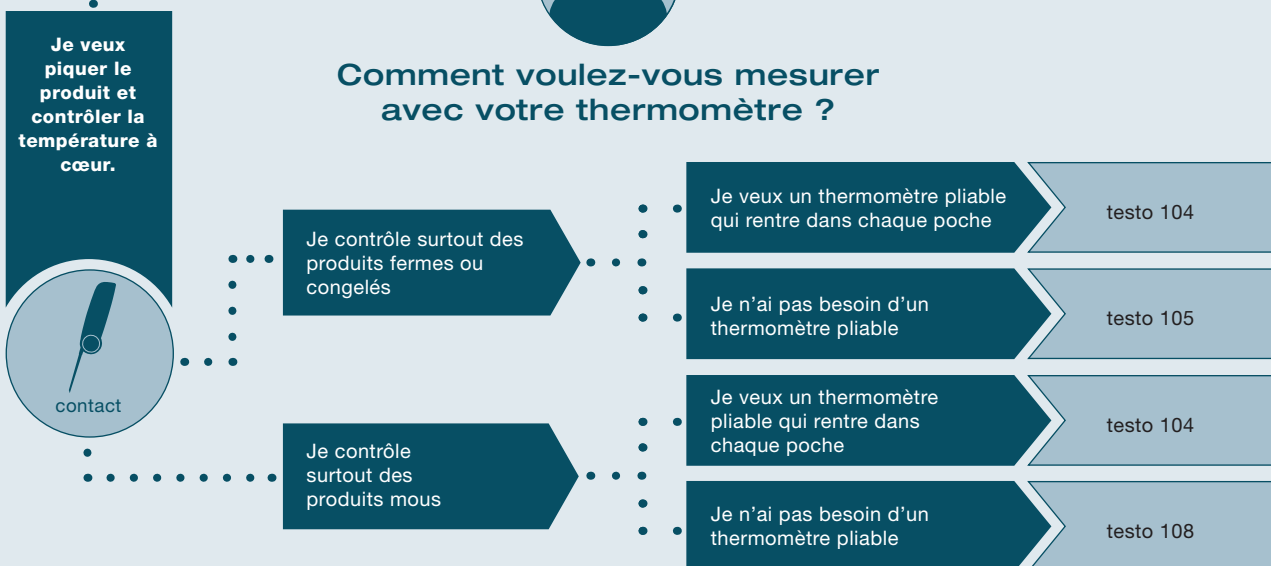 Je veux
piquer le
produit et
contrôler la
température à
cœur.
contact
Comment voulez-vous mesurer
avec votre thermomètre ?
Je contrôle surtout des
produits fermes ou
congelés
Je veux un thermomètre pliable
qui rentre dans chaque poche
testo 104
Je n’ai pas besoin d’un
thermomètre pliable
testo 105
Je contrôle
surtout des
produits mous
Je veux un thermomètre
pliable qui rentre dans
chaque poche
testo 104
Je n’ai pas besoin d’un
thermomètre pliable
testo 108